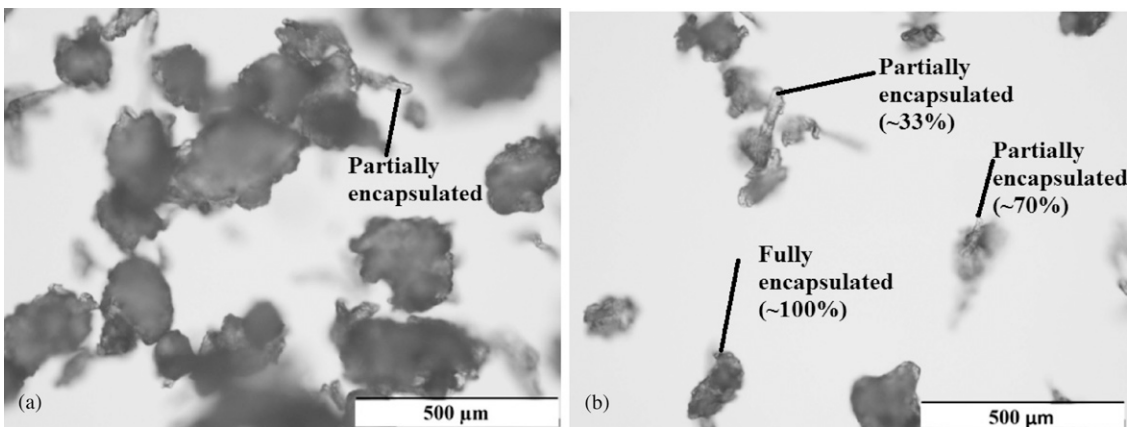 Partially
encapsulated
(a)
500 µm
Partially
encapsulated
(~33%)
Partially
encapsulated
(~70%)
Fully
encapsulated
(~100%)
(b)
500 µm